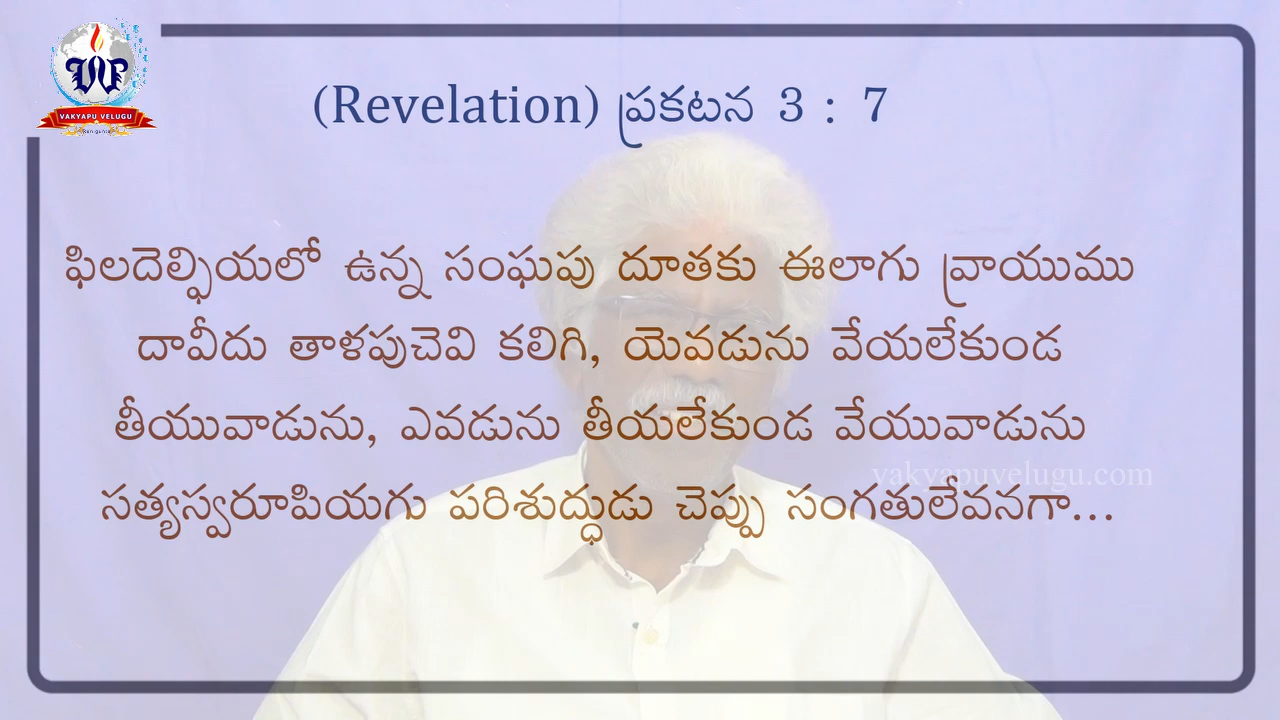 VAKYAPU VELUGU
(Revelation) ప్రకటన 3 : 7
ఫిలదెల్ఫియలో ఉన్న సంఘపు దూతకు ఈలాగు వ్రాయుము
దావీదు తాళపుచెవి కలిగి, యెవడును వేయలేకుండ
తీయువాడును, ఎవడును తీయలేకుండ వేయువాడును
vakyapuvelugu.com
సత్యస్వరూపియగు పరిశుద్ధుడు చెప్పు సంగతులేవనగా...